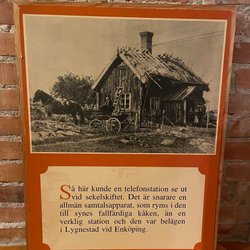 Så här kunde en telefonstation se ut
vid sekelskiftet. Det är snarare en
allmän samtalsapparat, som ryms i den
till synes fallfärdiga kåken, än en
verklig station och den var belägen
i Lygnestad vid Enköping.